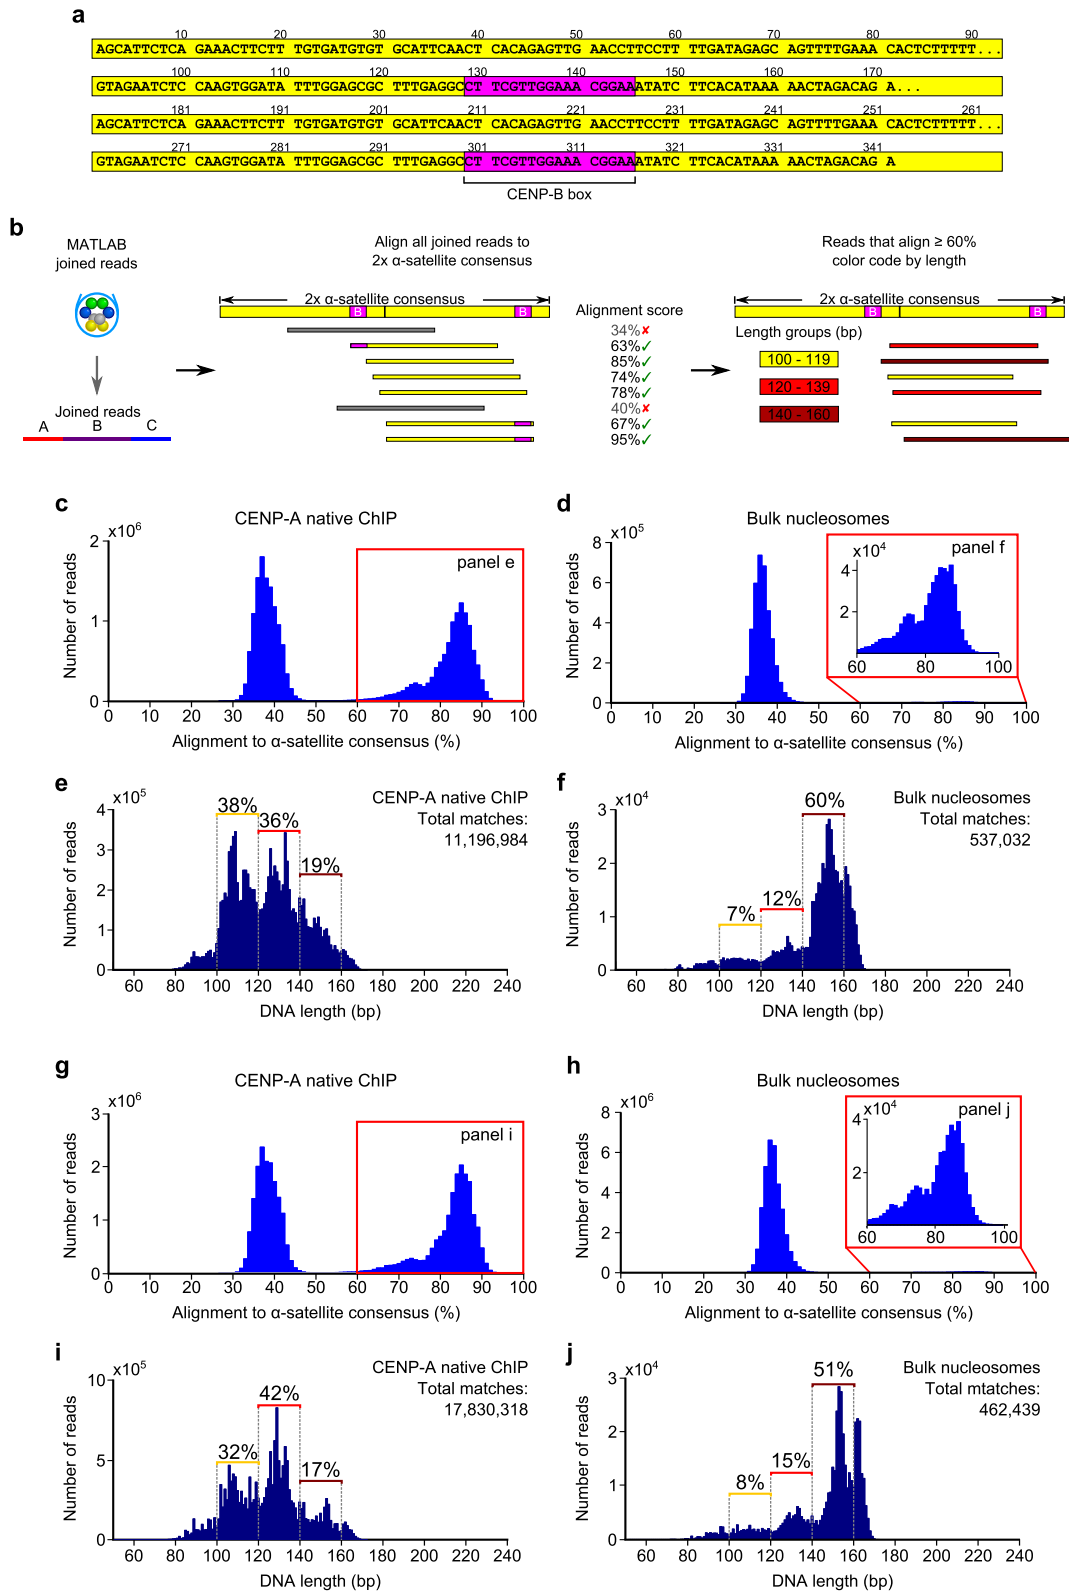 a
10 20 30 40 50 60 70 80 90
AGCATTCTCA GAAACTTCTT TGTGATGTGT GCATTCAACT CACAGAGTTG AACCTTCCTT TTGATAGAGC AGTTTTGAAA CACTCTTTTT...
100 110 120 130 140 150 160 170
GTAGAATCTC CAAGTGGATA TTTGGAGCGC TTTGAGGCCT TCGTTGGAAA CGGAAATATC TTCACATAAA AACTAGACAG A...
181 191 201 211 221 231 241 251 261
AGCATTCTCA GAAACTTCTT TGTGATGTGT GCATTCAACT CACAGAGTTG AACCTTCCTT TTGATAGAGC AGTTTTGAAA CACTCTTTTT...
271 281 291 301 311 321 331 341
GTAGAATCTC CAAGTGGATA TTTGGAGCGC TTTGAGGCCT TCGTTGGAAA CGGAAATATC TTCACATAAA AACTAGACAG A
CENP-B box
b
MATLAB
joined reads
Joined reads
A B C
Align all joined reads to
2x α-satellite consensus
2x α-satellite consensus
B B
Alignment score
34%✘
63%✓
85%✓
74%✓
78%✓
40%✘
67%✓
95%✓
Reads that align ≥ 60%
color code by length
2x α-satellite consensus
B B
Length groups (bp)
100 - 119
120 - 139
140 - 160
c
CENP-A native ChIP
x10⁶
panel e
Number of reads
2
1
0
0 10 20 30 40 50 60 70 80 90 100
Alignment to α-satellite consensus (%)
d
Bulk nucleosomes
x10⁵
Number of reads
8
6
4
2
0
x10⁴
panel f
4
2
60 80 100
0 10 20 30 40 50 60 70 80 90 100
Alignment to α-satellite consensus (%)
e
CENP-A native ChIP
Total matches:
11,196,984
x10⁵
38%
36%
19%
Number of reads
4
3
2
1
0
60 80 100 120 140 160 180 200 220 240
DNA length (bp)
f
Bulk nucleosomes
Total matches:
537,032
x10⁴
60%
12%
7%
Number of reads
3
2
1
0
60 80 100 120 140 160 180 200 220 240
DNA length (bp)
g
CENP-A native ChIP
x10⁶
panel i
Number of reads
3
2
1
0
0 10 20 30 40 50 60 70 80 90 100
Alignment to α-satellite consensus (%)
h
Bulk nucleosomes
x10⁶
Number of reads
8
6
4
2
0
x10⁴
panel j
4
2
60 80 100
0 10 20 30 40 50 60 70 80 90 100
Alignment to α-satellite consensus (%)
i
CENP-A native ChIP
Total matches:
17,830,318
x10⁵
42%
32%
17%
Number of reads
10
5
0
60 80 100 120 140 160 180 200 220 240
DNA length (bp)
j
Bulk nucleosomes
Total mtatches:
462,439
x10⁴
51%
15%
8%
Number of reads
3
2
1
0
60 80 100 120 140 160 180 200 220 240
DNA length (bp)